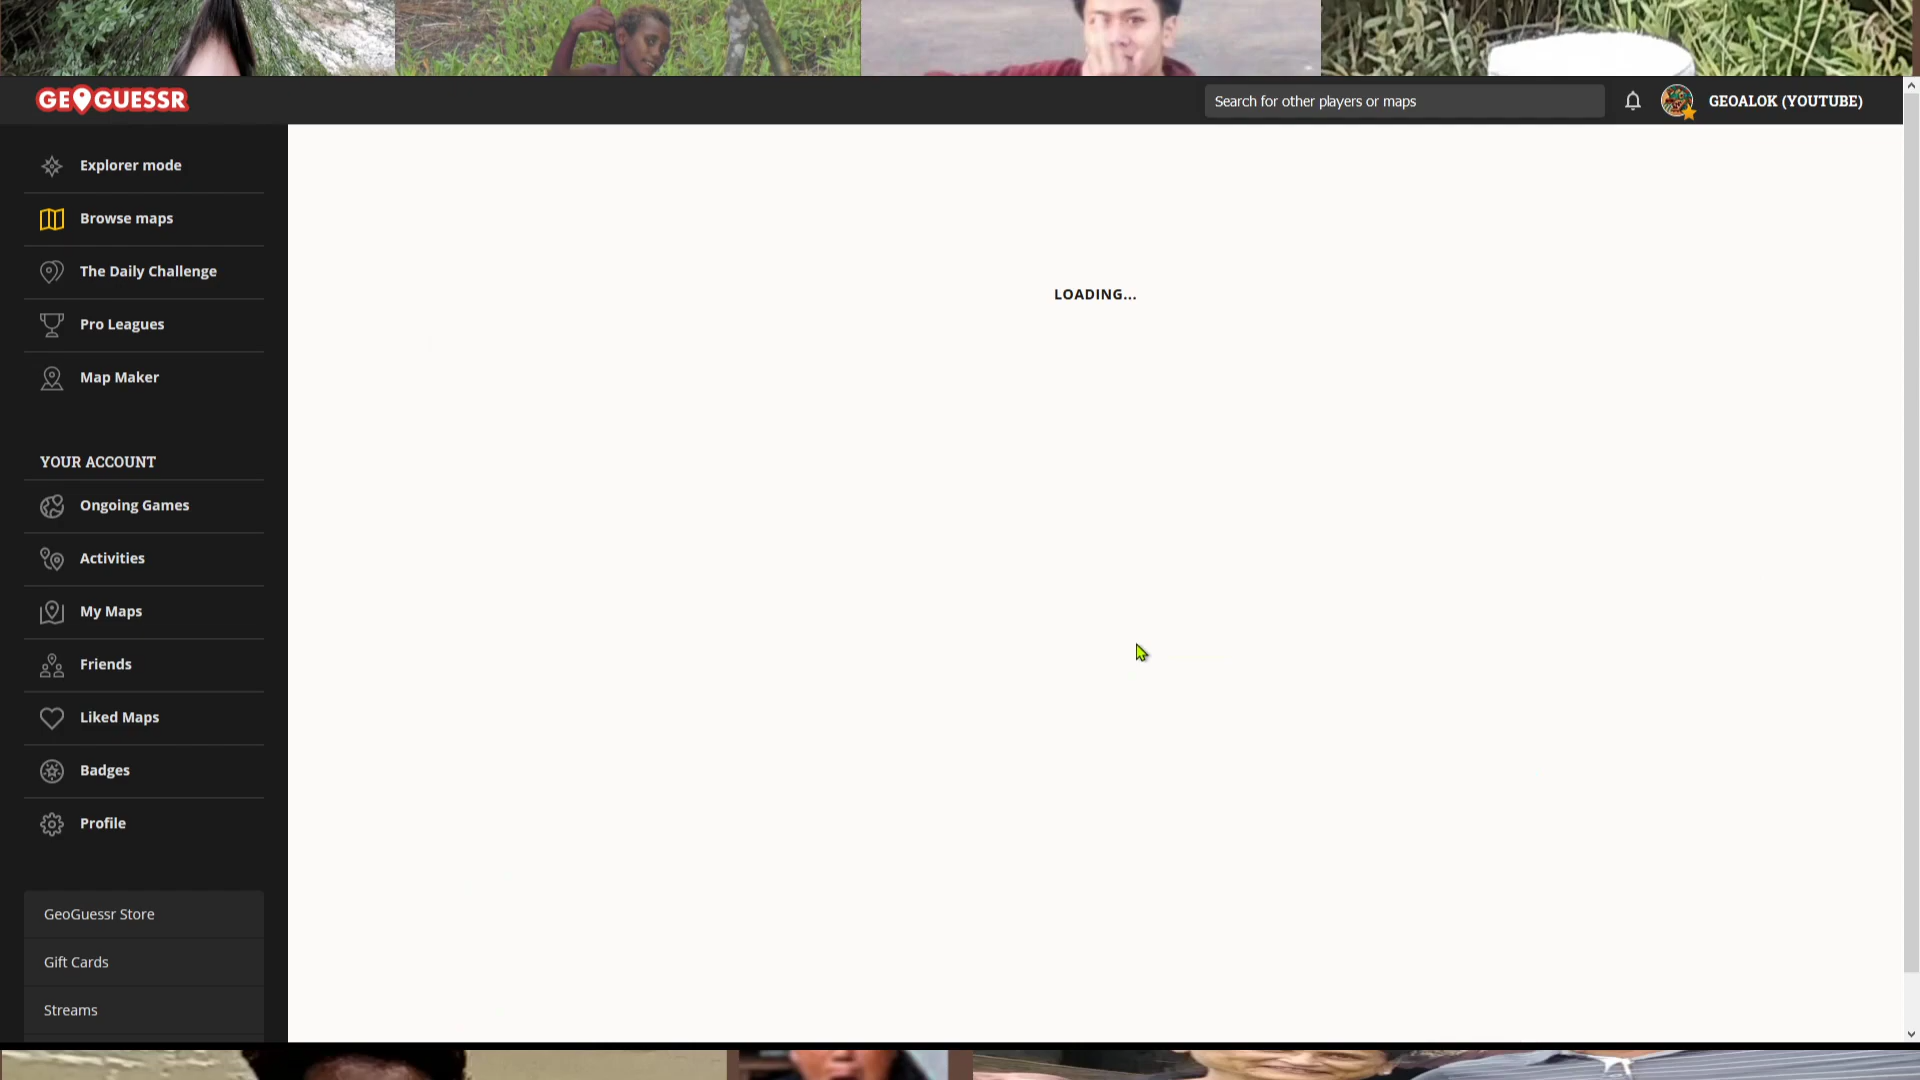 GEOGUESSR
Search for other players or maps
GEOALOK (YOUTUBE)
Explorer mode
Browse maps
The Daily Challenge
Pro Leagues
Map Maker
LOADING...
YOUR ACCOUNT
Ongoing Games
Activities
My Maps
Friends
Liked Maps
Badges
Profile
GeoGuessr Store
Gift Cards
Streams